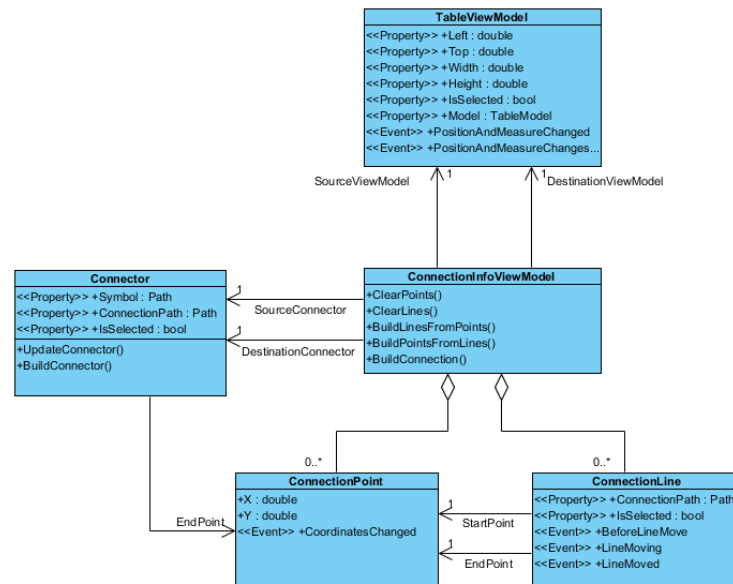 TableViewModel
<<Property>> +Left : double
<<Property>> +Top : double
<<Property>> +Width : double
<<Property>> +Height : double
<<Property>> +IsSelected : bool
<<Property>> +Model : TableModel
<<Event>> +PositionAndMeasureChanged
<<Event>> +PositionAndMeasureChanges...
SourceViewModel
1
1
DestinationViewModel
Connector
<<Property>> +Symbol : Path
<<Property>> +ConnectionPath : Path
<<Property>> +IsSelected : bool
+UpdateConnector()
+BuildConnector()
1
SourceConnector
1
DestinationConnector
ConnectionInfoViewModel
+ClearPoints()
+ClearLines()
+BuildLinesFromPoints()
+BuildPointsFromLines()
+BuildConnection()
0..*
0..*
EndPoint
ConnectionPoint
+X : double
+Y : double
<<Event>> +CoordinatesChanged
1
StartPoint
1
EndPoint
ConnectionLine
<<Property>> +ConnectionPath : Path
<<Property>> +IsSelected : bool
<<Event>> +BeforeLineMove
<<Event>> +LineMoving
<<Event>> +LineMoved